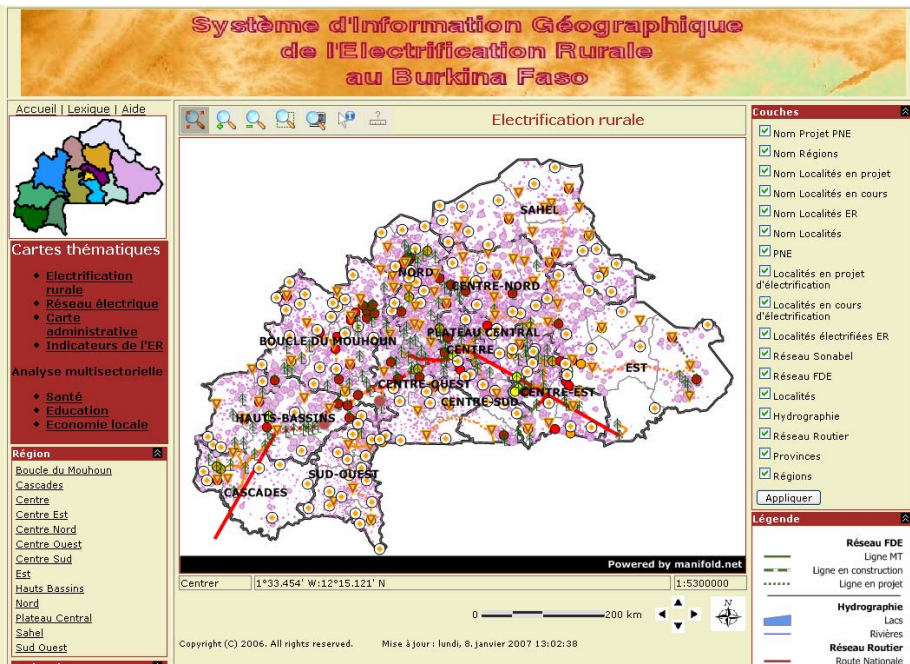 Système d'Information Géographique
de l'Electrification Rurale
au Burkina Faso
Accueil | Lexique | Aide
Cartes thématiques
Electrification
rurale
Réseau électrique
Carte
administrative
Indicateurs de l'ER
Analyse multisectorielle
Santé
Education
Economie locale
Région
Boucle du Mouhoun
Cascades
Centre
Centre Est
Centre Nord
Centre Ouest
Centre Sud
Est
Hauts Bassins
Nord
Plateau Central
Sahel
Sud Ouest
Electrification rurale
SAHEL
NORD
CENTRE-NORD
PLATEAU CENTRAL
BOUCLE DU MOUHOUN
CENTRE
EST
CENTRE-OUEST
CENTRE-EST
CENTRE-SUD
HAUTS-BASSINS
SUD-OUEST
CASCADES
Powered by manifold.net
Centrer
1°33.454' W:12°15.121' N
1:5300000
0
200 km
N
Copyright (C) 2006. All rights reserved.
Mise à jour : lundi, 8. janvier 2007 13:02:38
Couches
Nom Projet PNE
Nom Régions
Nom Localités en projet
Nom Localités en cours
Nom Localités ER
Nom Localités
PNE
Localités en projet
d'électrification
Localités en cours
d'électrification
Localités électrifiées ER
Réseau Sonabel
Réseau FDE
Localités
Hydrographie
Réseau Routier
Provinces
Régions
Appliquer
Légende
Réseau FDE
Ligne MT
Ligne en construction
Ligne en projet
Hydrographie
Lacs
Rivières
Réseau Routier
Route Nationale